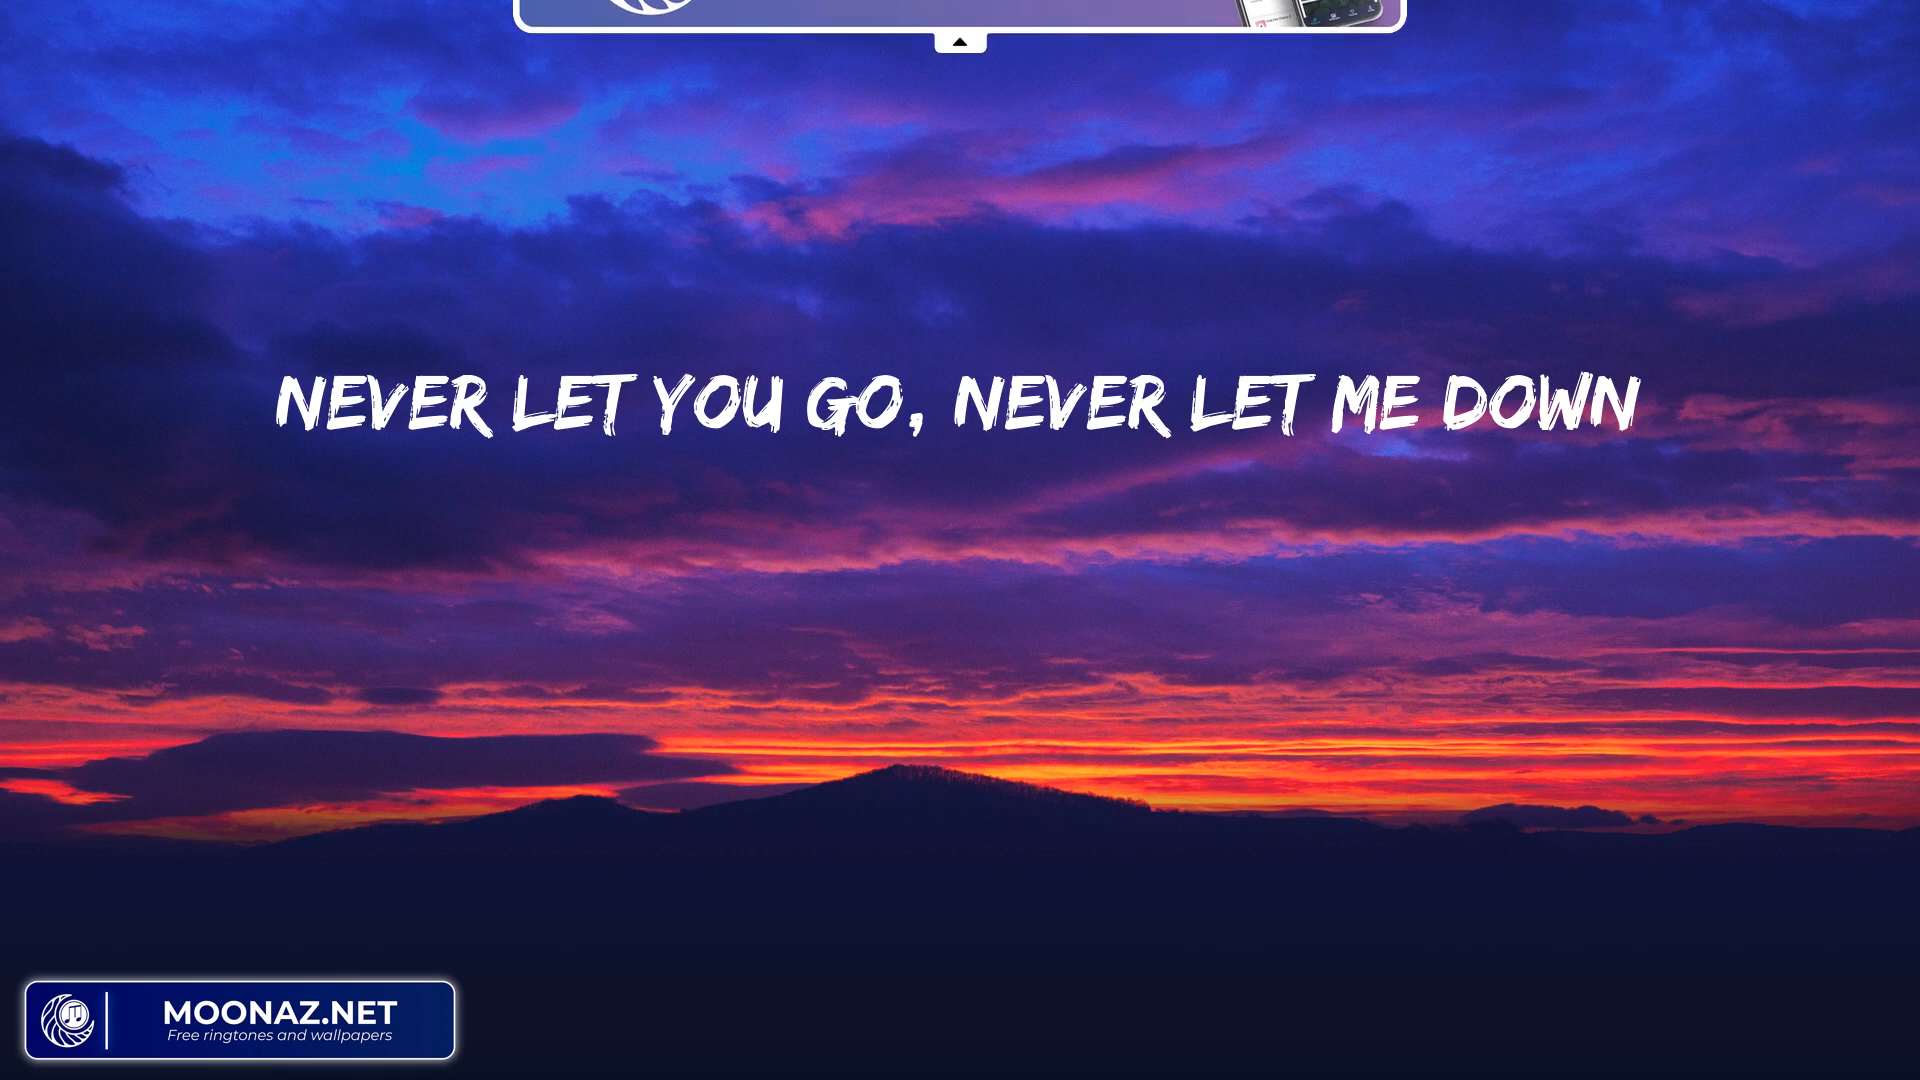 NEVER LET YOU GO, NEVER LET ME DOWN
MOONAZ.NET
Free ringtones and wallpapers